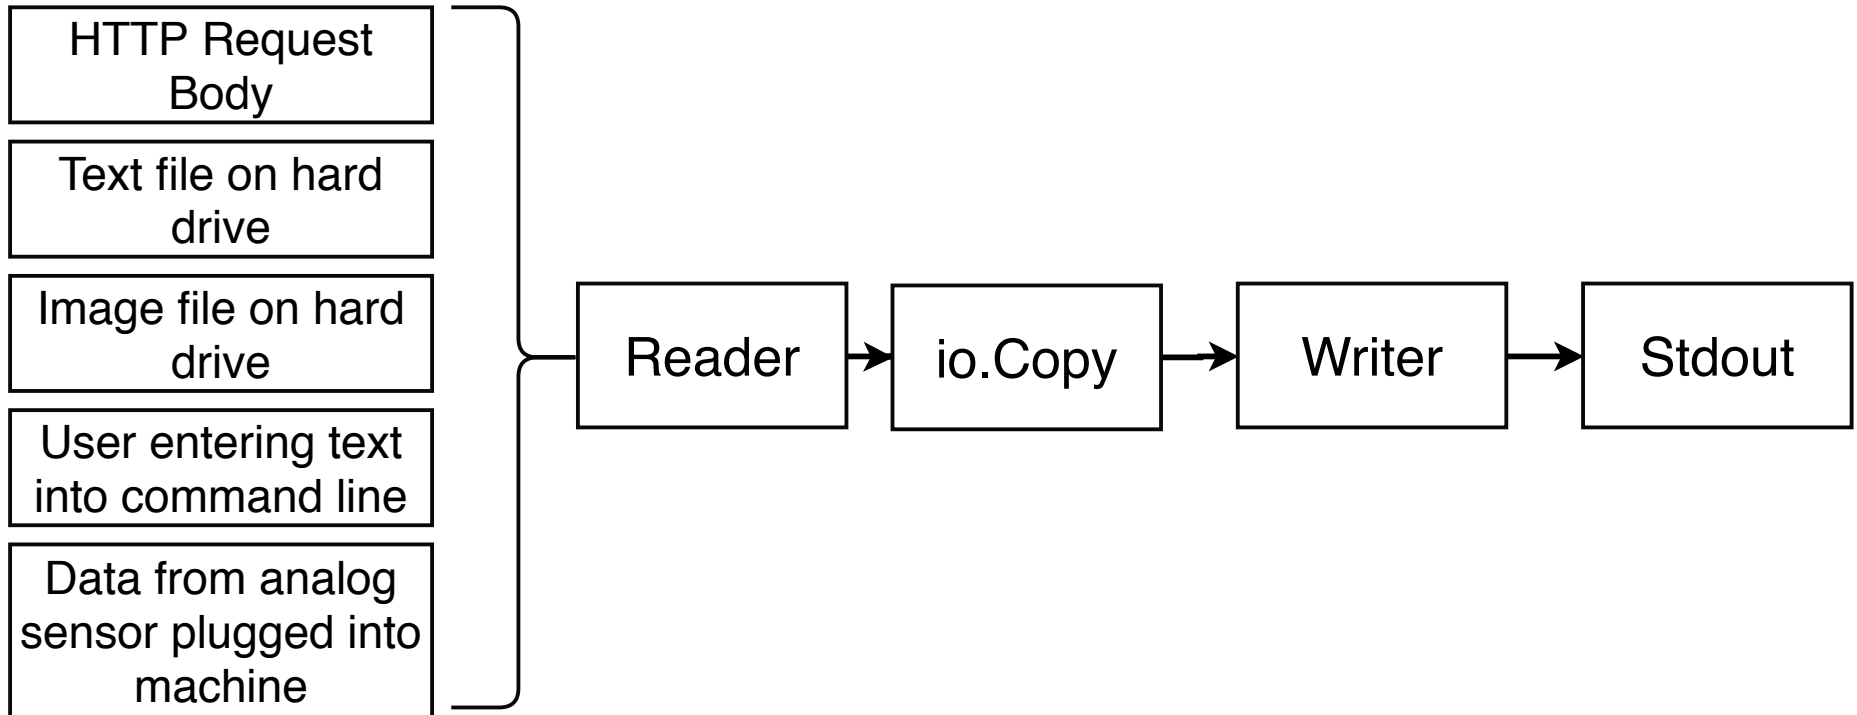 HTTP Request
Body
Text file on hard
drive
Image file on hard
drive
User entering text
into command line
Data from analog
sensor plugged into
machine
Reader
io.Copy
Writer
Stdout